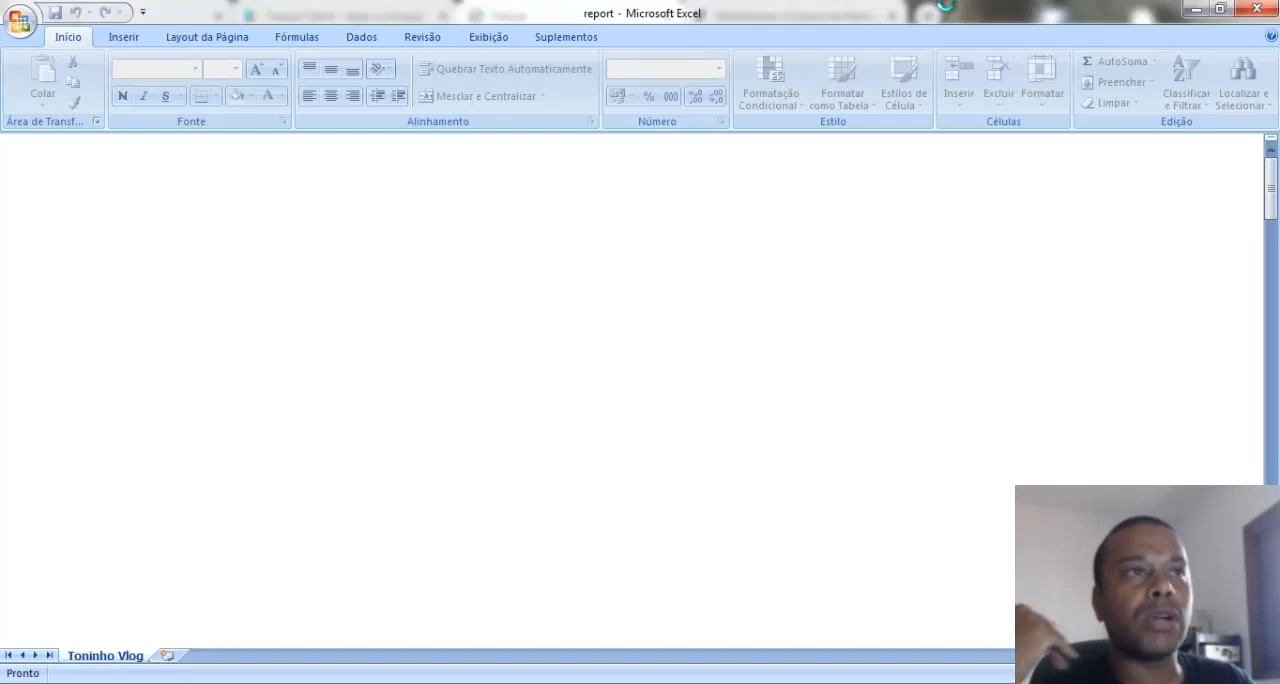 report - Microsoft Excel
Início Inserir Layout da Página Fórmulas Dados Revisão Exibição Suplementos
Colar
N I S
Quebrar Texto Automaticamente
Mesclar e Centralizar
% 000
Formatação Condicional
Formatar como Tabela
Estilos de Célula
Inserir Excluir Formatar
Σ AutoSoma
Preencher
Limpar
Classificar e Filtrar
Localizar e Selecionar
Área de Transf... Fonte Alinhamento Número Estilo Células Edição
Toninho Vlog
Pronto